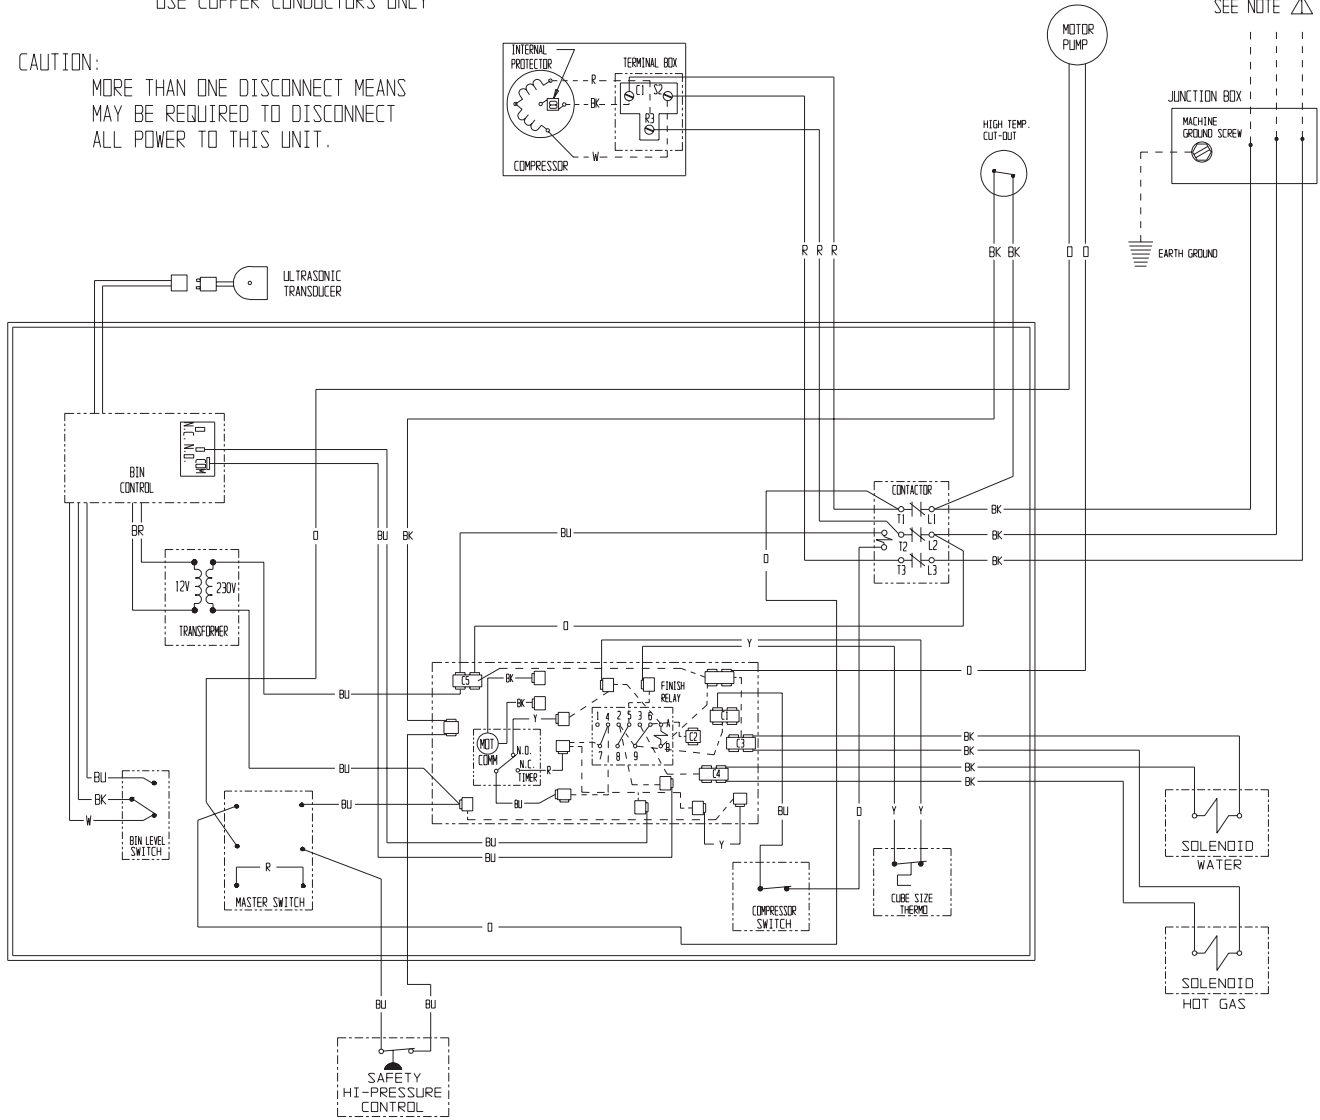 USE COPPER CONDUCTORS ONLY
SEE NOTE
CAUTION:
MORE THAN ONE DISCONNECT MEANS
MAY BE REQUIRED TO DISCONNECT
ALL POWER TO THIS UNIT.
INTERNAL
PROTECTOR
TERMINAL BOX
R
BK
W
C1 S2
R3
COMPRESSOR
MOTOR
PUMP
HIGH TEMP.
CUT-OUT
JUNCTION BOX
MACHINE
GROUND SCREW
EARTH GROUND
R R R
BK BK
O O
ULTRASONIC
TRANSDUCER
N.C. N.O.
COM
BIN
CONTROL
BR
12V 230V
TRANSFORMER
O
BU BK
BU
O
CONTACTOR
T1 L1
T2 L2
T3 L3
BK
BK
BK
O
Y
O
BU
C5
BK
BK
Y
FINISH
RELAY
1 4 2 5 3 6 A
7 8 9 B
C1
C2
C3
C4
MOT
COMM
N.O.
N.C.
TIMER
R
BU
BU
BU
BU
BU
Y
BU
O
Y Y
BK
BK
BK
BK
BU
BK
W
BIN LEVEL
SWITCH
R
MASTER SWITCH
O
COMPRESSOR
SWITCH
CUBE SIZE
THERMO
SOLENOID
WATER
SOLENOID
HOT GAS
BU BU
SAFETY
HI-PRESSURE
CONTROL